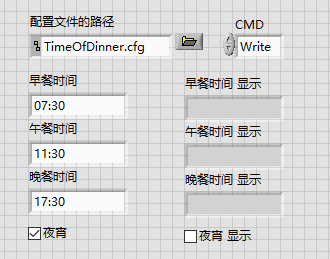 配置文件的路径
TimeOfDinner.cfg
CMD
Write
早餐时间
07:30
早餐时间 显示
午餐时间
11:30
午餐时间 显示
晚餐时间
17:30
晚餐时间 显示
夜宵
夜宵 显示